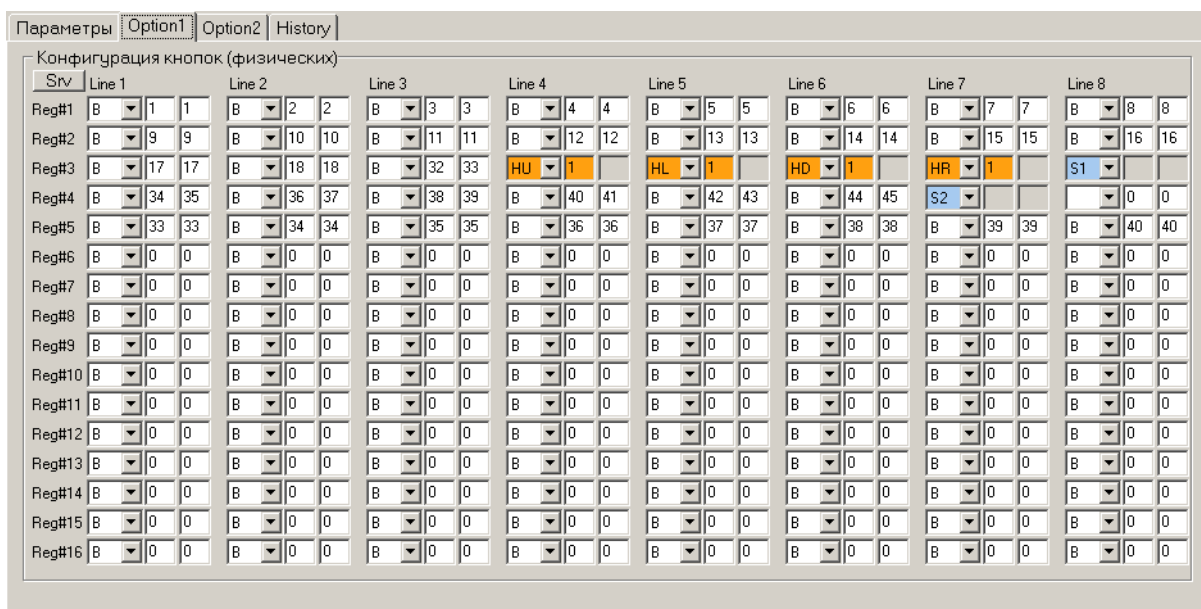 Параметры Option1 Option2 History
Конфигурация кнопок (физических)
Srv Line 1 Line 2 Line 3 Line 4 Line 5 Line 6 Line 7 Line 8
Reg#1 B 1 1 B 2 2 B 3 3 B 4 4 B 5 5 B 6 6 B 7 7 B 8 8
Reg#2 B 9 9 B 10 10 B 11 11 B 12 12 B 13 13 B 14 14 B 15 15 B 16 16
Reg#3 B 17 17 B 18 18 B 32 33 HU 1 HL 1 HD 1 HR 1 S1
Reg#4 B 34 35 B 36 37 B 38 39 B 40 41 B 42 43 B 44 45 S2 0 0
Reg#5 B 33 33 B 34 34 B 35 35 B 36 36 B 37 37 B 38 38 B 39 39 B 40 40
Reg#6 B 0 0 B 0 0 B 0 0 B 0 0 B 0 0 B 0 0 B 0 0 B 0 0
Reg#7 B 0 0 B 0 0 B 0 0 B 0 0 B 0 0 B 0 0 B 0 0 B 0 0
Reg#8 B 0 0 B 0 0 B 0 0 B 0 0 B 0 0 B 0 0 B 0 0 B 0 0
Reg#9 B 0 0 B 0 0 B 0 0 B 0 0 B 0 0 B 0 0 B 0 0 B 0 0
Reg#10 B 0 0 B 0 0 B 0 0 B 0 0 B 0 0 B 0 0 B 0 0 B 0 0
Reg#11 B 0 0 B 0 0 B 0 0 B 0 0 B 0 0 B 0 0 B 0 0 B 0 0
Reg#12 B 0 0 B 0 0 B 0 0 B 0 0 B 0 0 B 0 0 B 0 0 B 0 0
Reg#13 B 0 0 B 0 0 B 0 0 B 0 0 B 0 0 B 0 0 B 0 0 B 0 0
Reg#14 B 0 0 B 0 0 B 0 0 B 0 0 B 0 0 B 0 0 B 0 0 B 0 0
Reg#15 B 0 0 B 0 0 B 0 0 B 0 0 B 0 0 B 0 0 B 0 0 B 0 0
Reg#16 B 0 0 B 0 0 B 0 0 B 0 0 B 0 0 B 0 0 B 0 0 B 0 0